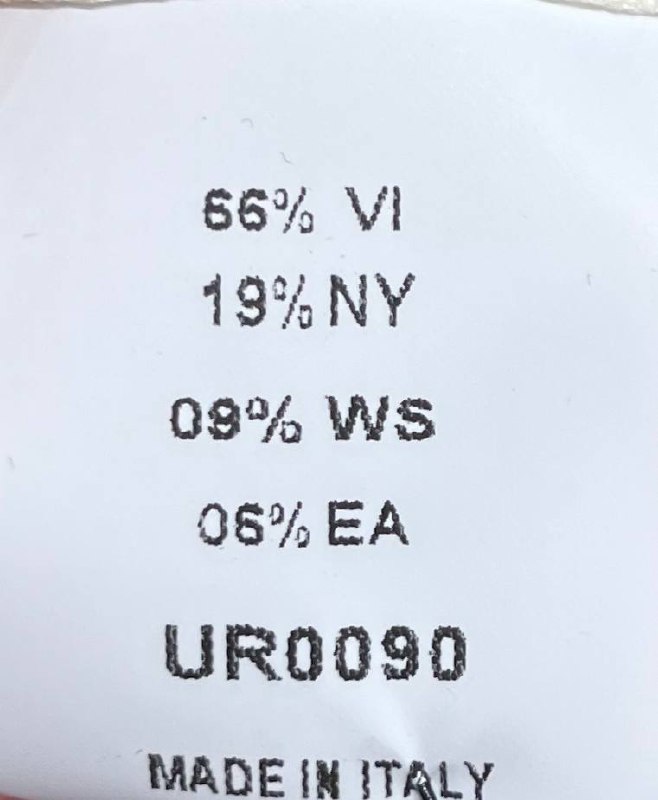 66% VI
19% NY
09% WS
06% EA
UR0090
MADE IN ITALY